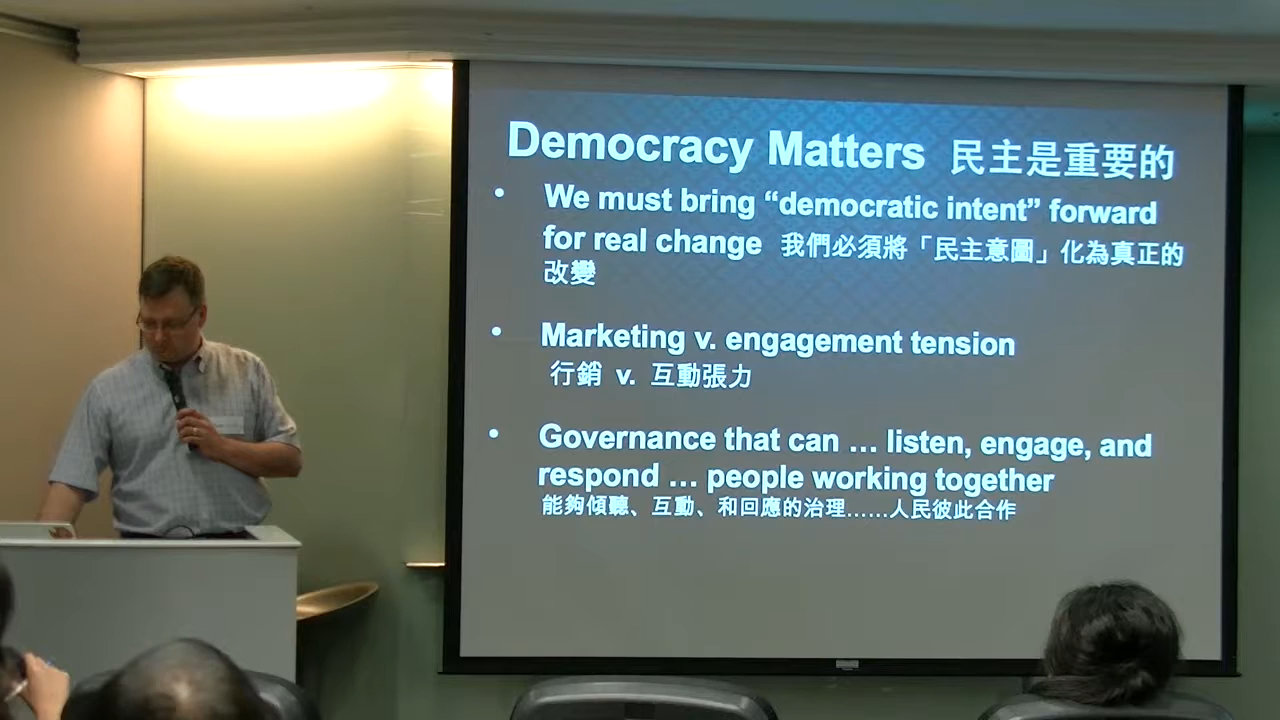 Democracy Matters 民主是重要的
• We must bring “democratic intent” forward
for real change 我們必須將「民主意圖」化為真正的
改變
• Marketing v. engagement tension
行銷 v. 互動張力
• Governance that can … listen, engage, and
respond … people working together
能夠傾聽、互動、和回應的治理……人民彼此合作